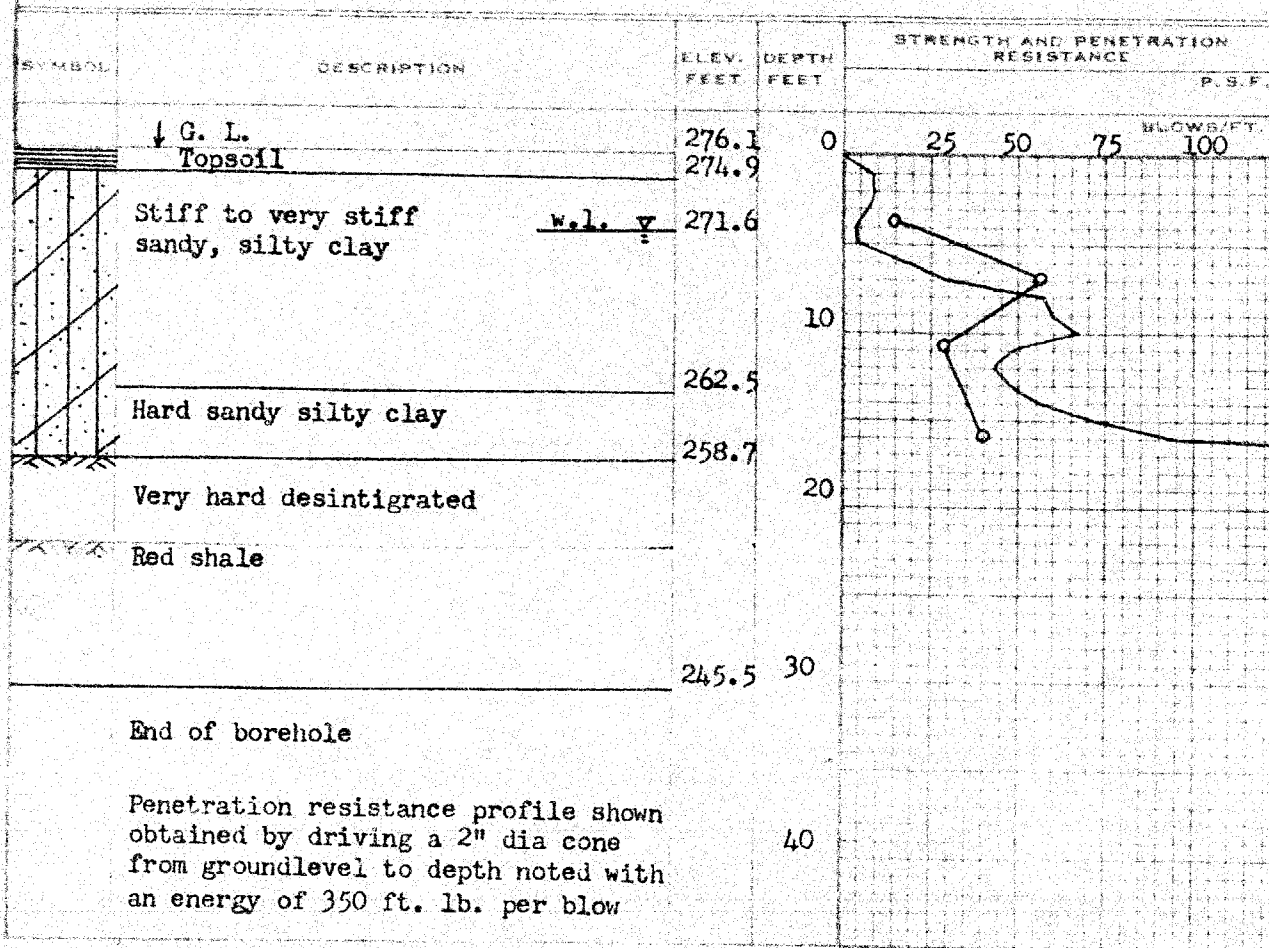 SYMBOL DESCRIPTION ELEV. FEET DEPTH FEET STRENGTH AND PENETRATION RESISTANCE
P.S.F.
BLOWS/FT.
0 25 50 75 100
↓ G. L. 276.1
Topsoil 274.9
Stiff to very stiff
sandy, silty clay
w.l. 271.6
10
262.5
Hard sandy silty clay
258.7
Very hard desintigrated
20
Red shale
245.5 30
End of borehole
Penetration resistance profile shown
obtained by driving a 2" dia cone
from groundlevel to depth noted with
an energy of 350 ft. lb. per blow
40